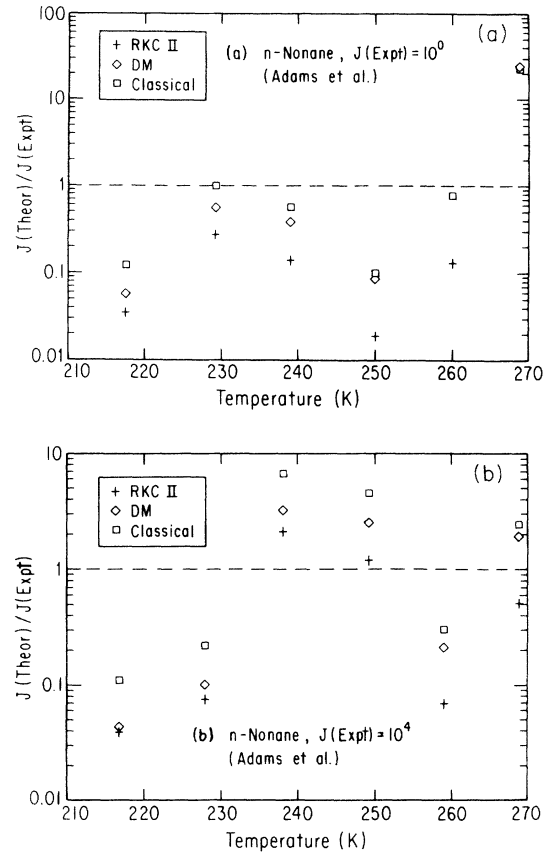 100
+ RKC II
◇ DM
□ Classical
(a) n-Nonane, J(Expt) = 10⁰
(Adams et al.)
(a)
10
1
0.1
0.01
J(Theor)/J(Expt)
210 220 230 240 250 260 270
Temperature (K)
10
+ RKC II
◇ DM
□ Classical
(b)
1
0.1
0.01
J(Theor)/J(Expt)
(b) n-Nonane, J(Expt) = 10⁴
(Adams et al.)
210 220 230 240 250 260 270
Temperature (K)